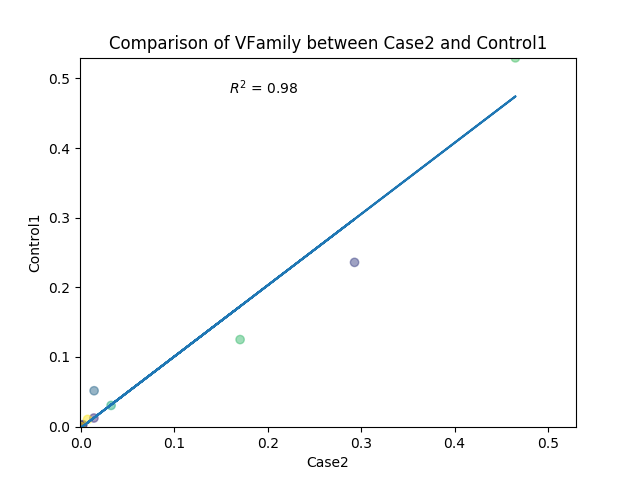 Comparison of VFamily between Case2 and Control1
R² = 0.98
Control1
0.5
0.4
0.3
0.2
0.1
0.0
0.0 0.1 0.2 0.3 0.4 0.5
Case2